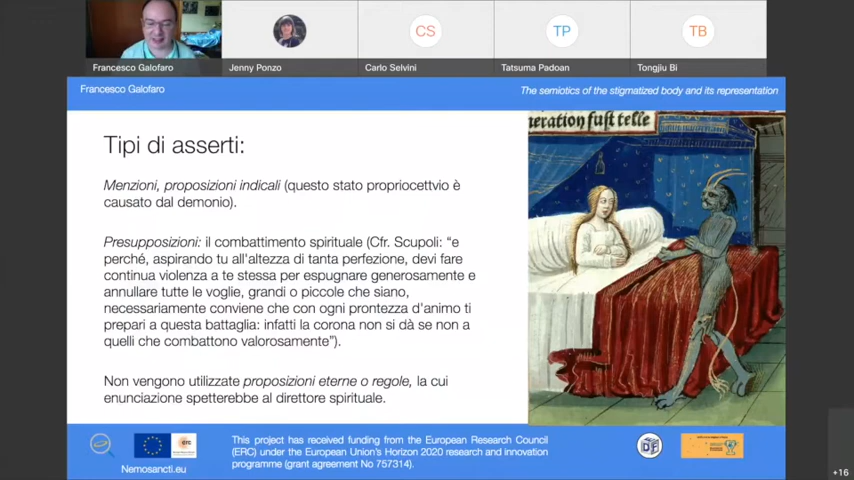 CS
TP
TB
Francesco Galofaro
Jenny Ponzo
Carlo Selvini
Tatsuma Padoan
Tongjiu Bi
Francesco Galofaro
The semiotics of the stigmatized body and its representation
Tipi di asserti:
Menzioni, proposizioni indicali (questo stato propriocettvio è
causato dal demonio).
Presupposizioni: il combattimento spirituale (Cfr. Scupoli: “e
perché, aspirando tu all'altezza di tanta perfezione, devi fare
continua violenza a te stessa per espugnare generosamente e
annullare tutte le voglie, grandi o piccole che siano,
necessariamente conviene che con ogni prontezza d'animo ti
prepari a questa battaglia: infatti la corona non si dà se non a
quelli che combattono valorosamente”).
Non vengono utilizzate proposizioni eterne o regole, la cui
enunciazione spetterebbe al direttore spirituale.
neration fust telle
erc
Nemosancti.eu
This project has received funding from the European Research Council
(ERC) under the European Union's Horizon 2020 research and innovation
programme (grant agreement No 757314).
+16